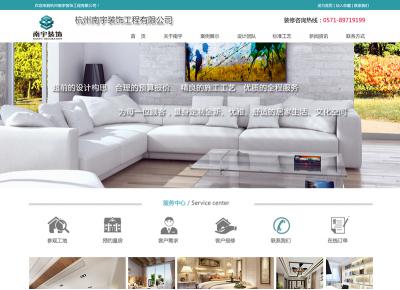 欢迎来到杭州南宇装饰工程有限公司!
设为首页 | 加入收藏 | 联系我们
南宇装饰
杭州南宇装饰工程有限公司
装修咨询热线：0571-89719199
首页 关于南宇 案例展示 设计团队 标准工艺 新闻资讯 联系方式
超前的设计构思 合理的预算报价 精良的施工工艺 优质的全程服务
为每一位顾客，量身定制全新、优雅、舒适的居家生活、文化空间
服务中心 / Service center
参观工地 预约量房 客户需求 客户报修 联系我们 在线订单